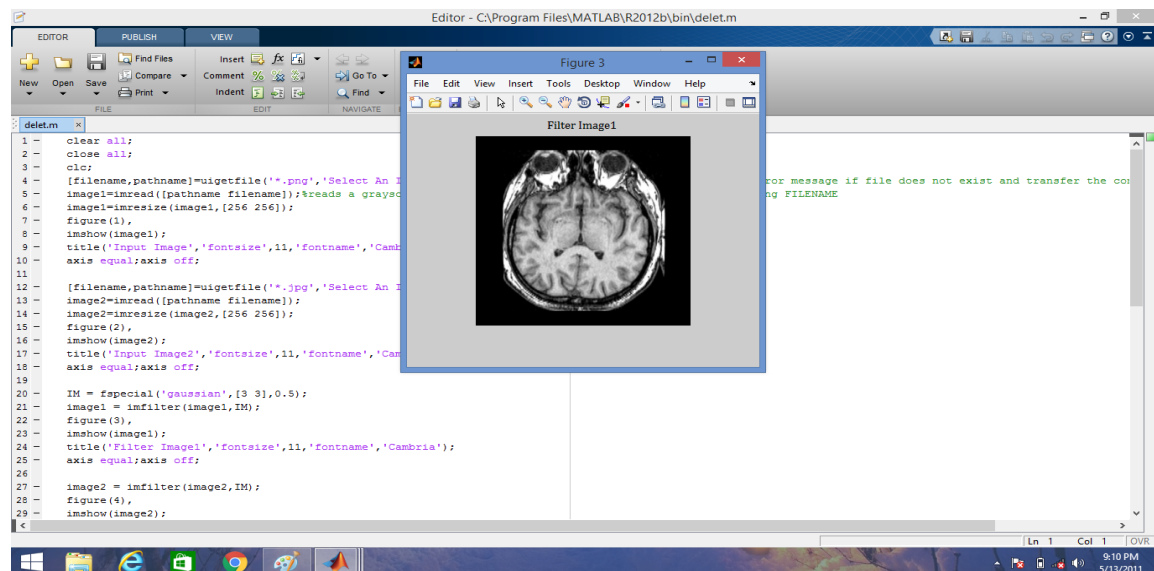 Editor - C:\Program Files\MATLAB\R2012b\bin\delet.m
EDITOR PUBLISH VIEW
New Open Save
Find Files
Compare
Print
FILE
Insert fx
Comment %
Indent
EDIT
Go To
Find
NAVIGATE
delet.m ×
1 clear all;
2 close all;
3 clc;
4 [filename,pathname]=uigetfile('*.png','Select An I
ror message if file does not exist and transfer the con
5 image1=imread([pathname filename]);%reads a graysc
ng FILENAME
6 image1=imresize(image1,[256 256]);
7 figure(1),
8 imshow(image1);
9 title('Input Image','fontsize',11,'fontname','Camb
10 axis equal;axis off;
11
12 [filename,pathname]=uigetfile('*.jpg','Select An I
13 image2=imread([pathname filename]);
14 image2=imresize(image2,[256 256]);
15 figure(2),
16 imshow(image2);
17 title('Input Image2','fontsize',11,'fontname','Cam
18 axis equal;axis off;
19
20 IM = fspecial('gaussian',[3 3],0.5);
21 image1 = imfilter(image1,IM);
22 figure(3),
23 imshow(image1);
24 title('Filter Image1','fontsize',11,'fontname','Cambria');
25 axis equal;axis off;
26
27 image2 = imfilter(image2,IM);
28 figure(4),
29 imshow(image2);
Figure 3
File Edit View Insert Tools Desktop Window Help
Filter Image1
Ln 1 Col 1 OVR
9:10 PM
5/13/2011